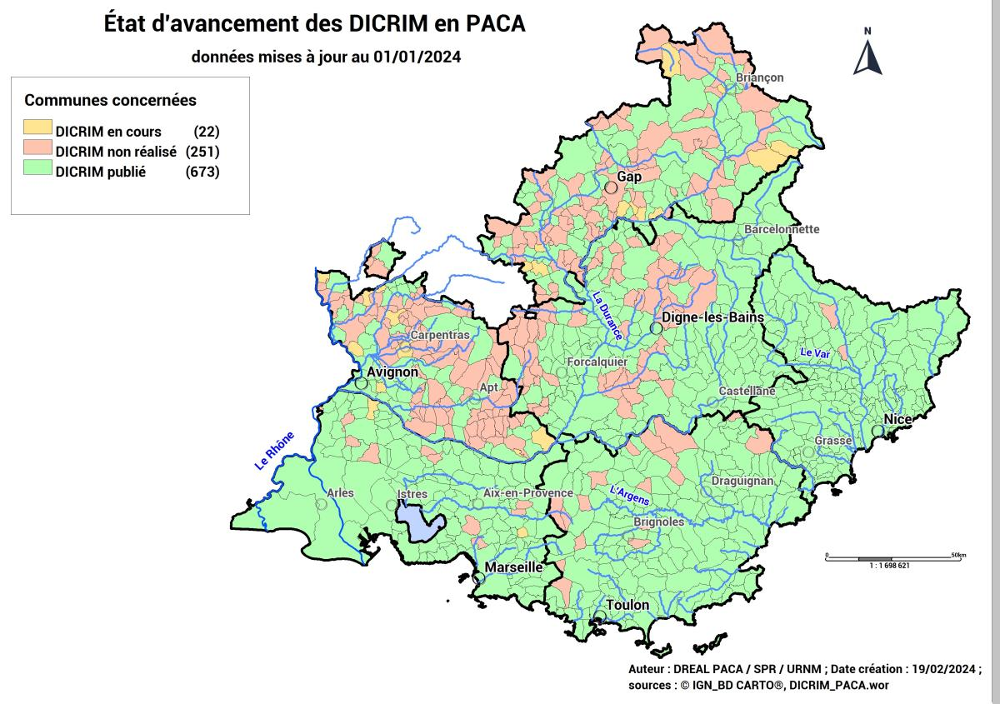 État d'avancement des DICRIM en PACA
données mises à jour au 01/01/2024
N
Communes concernées
DICRIM en cours (22)
DICRIM non réalisé (251)
DICRIM publié (673)
Briançon
Gap
Barcelonnette
La Durance
Digne-les-Bains
Carpentras
Le Var
Forcalquier
Avignon
Apt
Castellane
Nice
Le Rhône
Grasse
Draguignan
Arles
Istres
Aix-en-Provence
L'Argens
Brignoles
Marseille
Toulon
0 50km
1 : 1 698 621
Auteur : DREAL PACA / SPR / URNM ; Date création : 19/02/2024 ;
sources : © IGN_BD CARTO®, DICRIM_PACA.wor